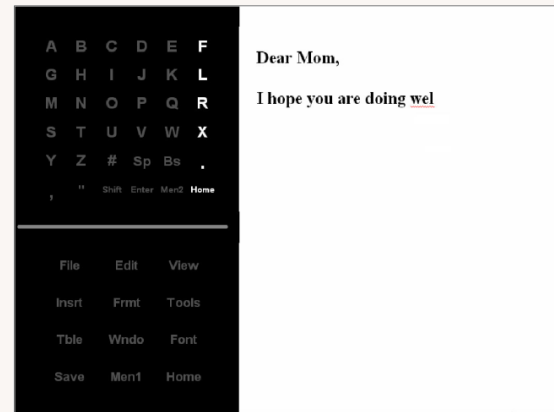 A B C D E F
G H I J K L
M N O P Q R
S T U V W X
Y Z # Sp Bs .
, " Shift Enter Men2 Home
File Edit View
Insrt Frmt Tools
Tble Wndo Font
Save Men1 Home
Dear Mom,
I hope you are doing wel